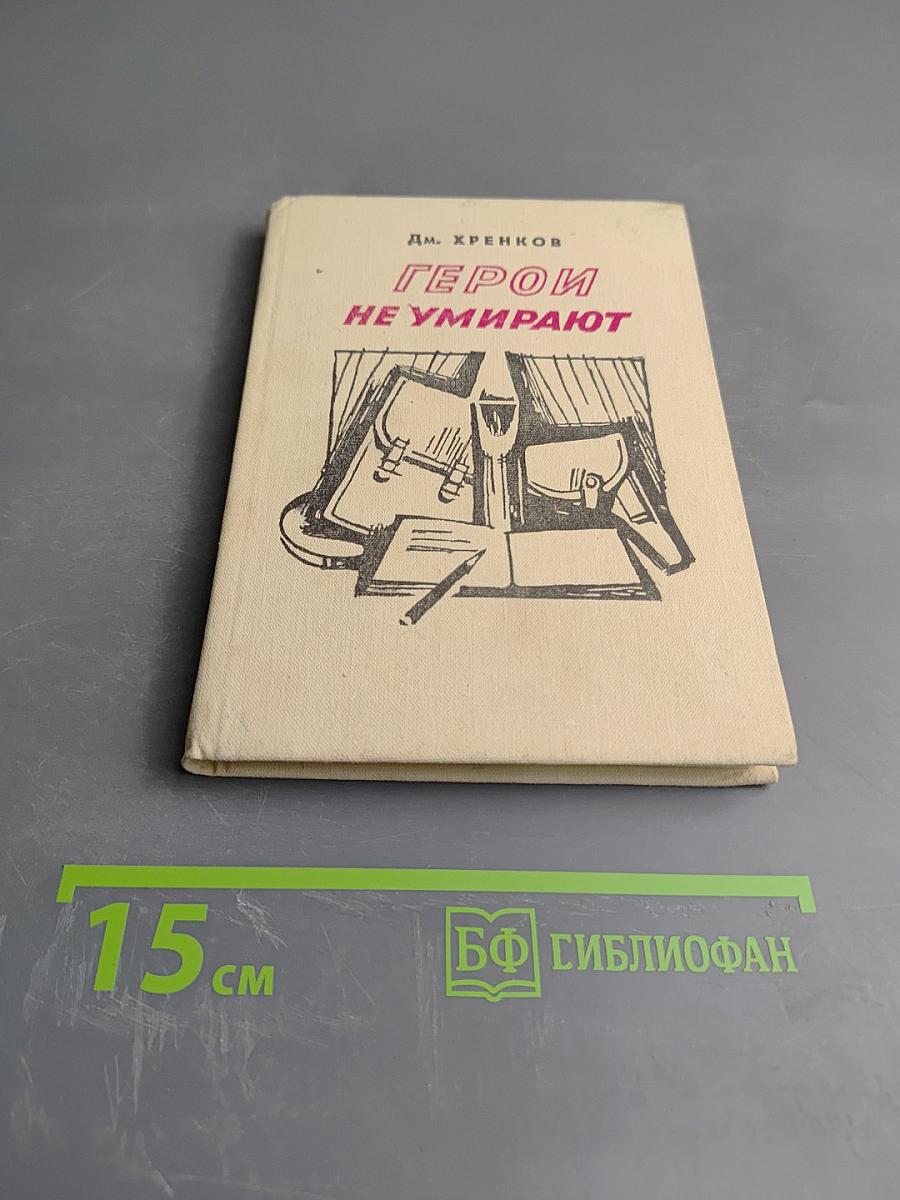 Дм. ХРЕНКОВ
ГЕРОИ
НЕ УМИРАЮТ
15 см
БФ БИБЛИОФАН